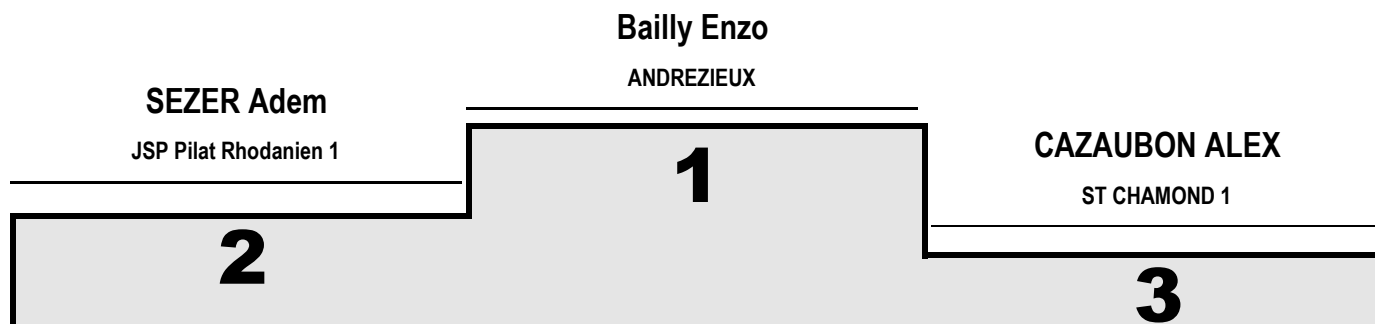 Bailly Enzo
ANDREZIEUX
SEZER Adem
JSP Pilat Rhodanien 1
CAZAUBON ALEX
ST CHAMOND 1
1
2
3